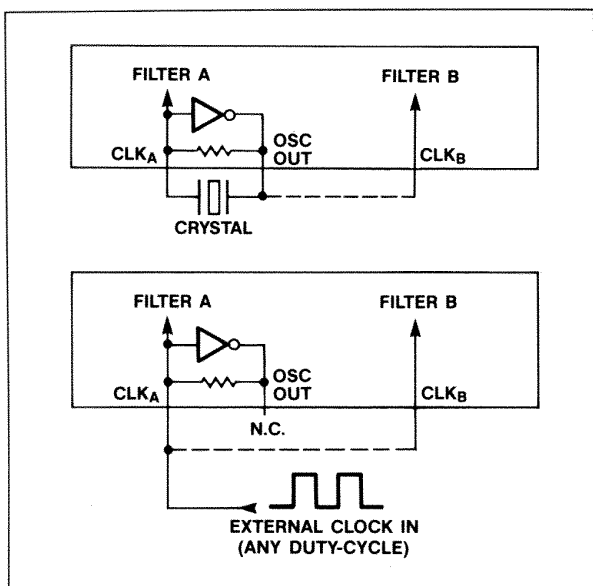 FILTER A FILTER B
OSC
OUT
CLKA CLKB
CRYSTAL
FILTER A FILTER B
OSC
OUT
CLKA CLKB
N.C.
EXTERNAL CLOCK IN
(ANY DUTY-CYCLE)